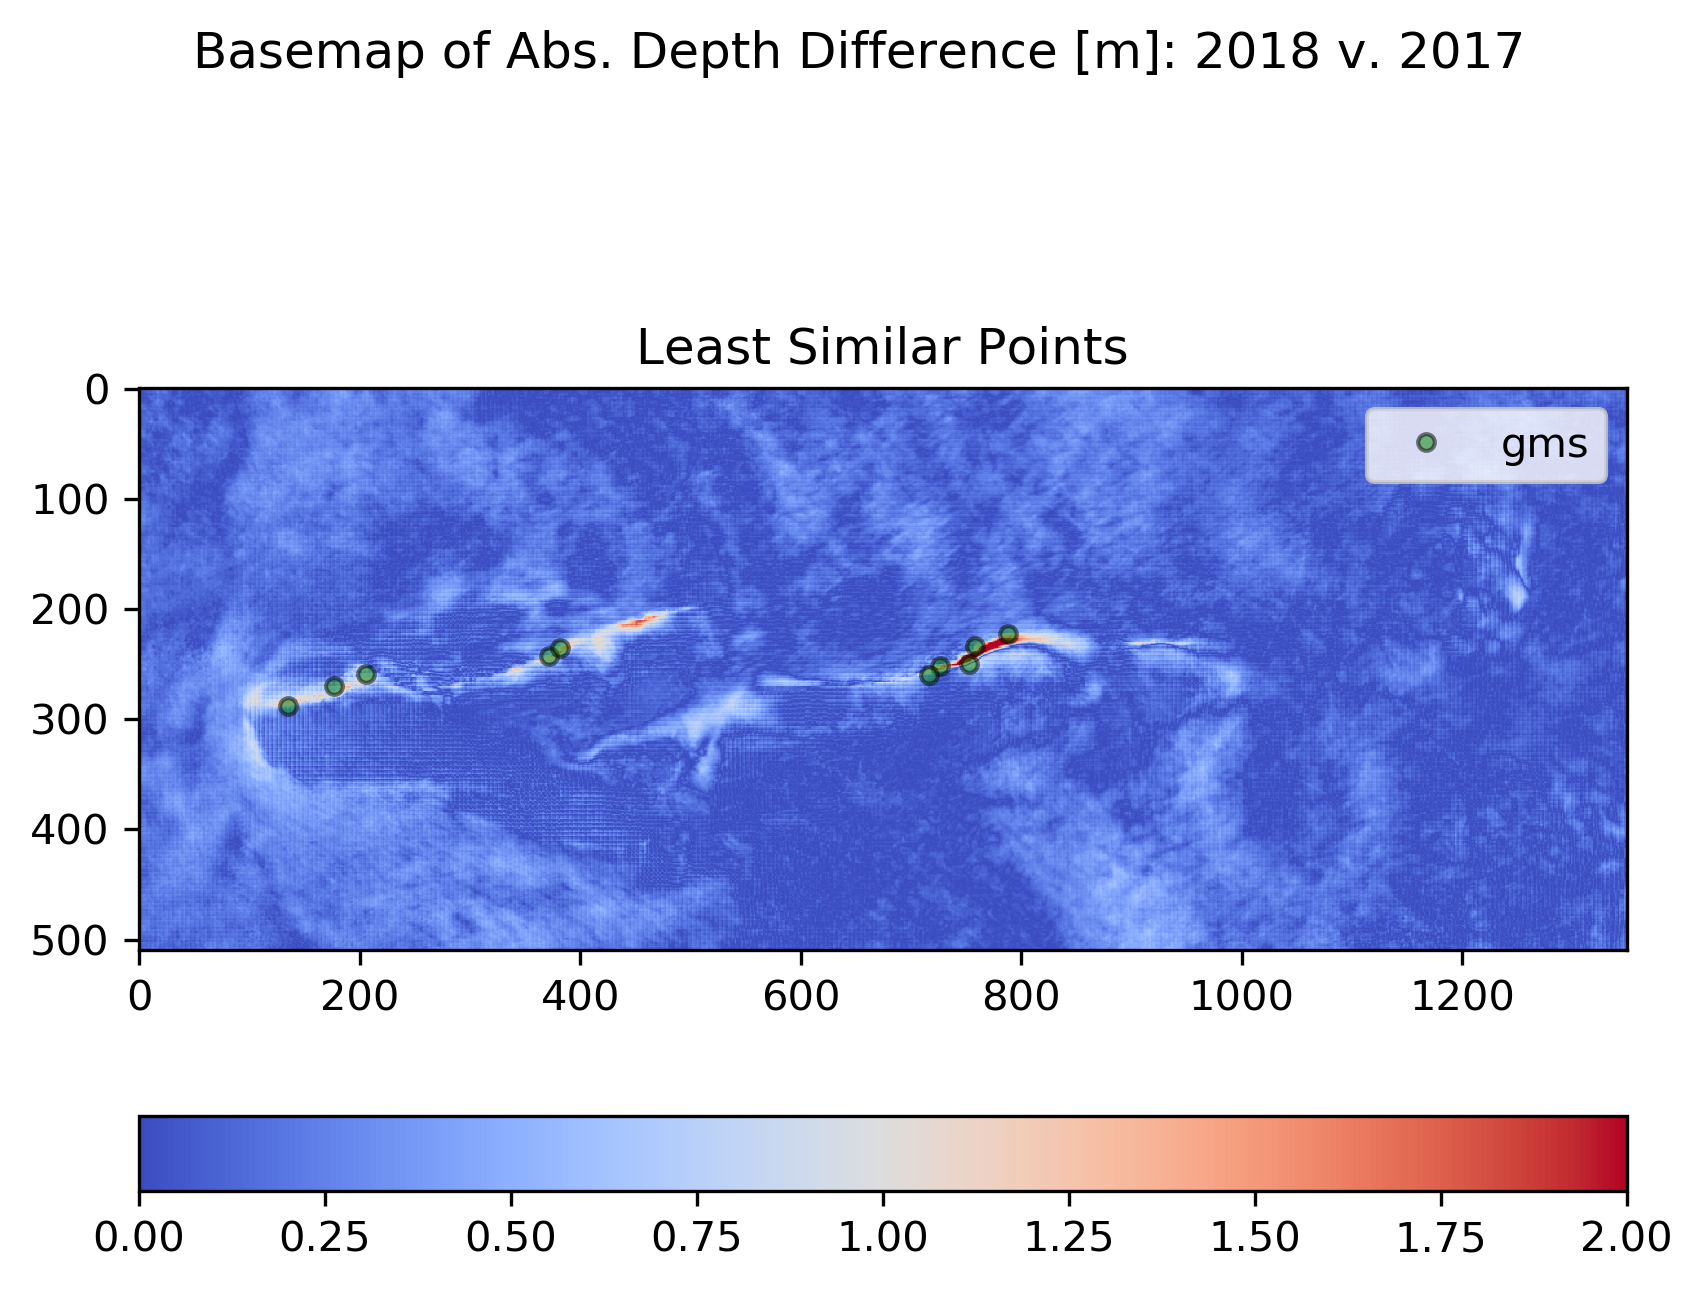 Basemap of Abs. Depth Difference [m]: 2018 v. 2017
Least Similar Points
gms
0
100
200
300
400
500
0 200 400 600 800 1000 1200
0.00 0.25 0.50 0.75 1.00 1.25 1.50 1.75 2.00